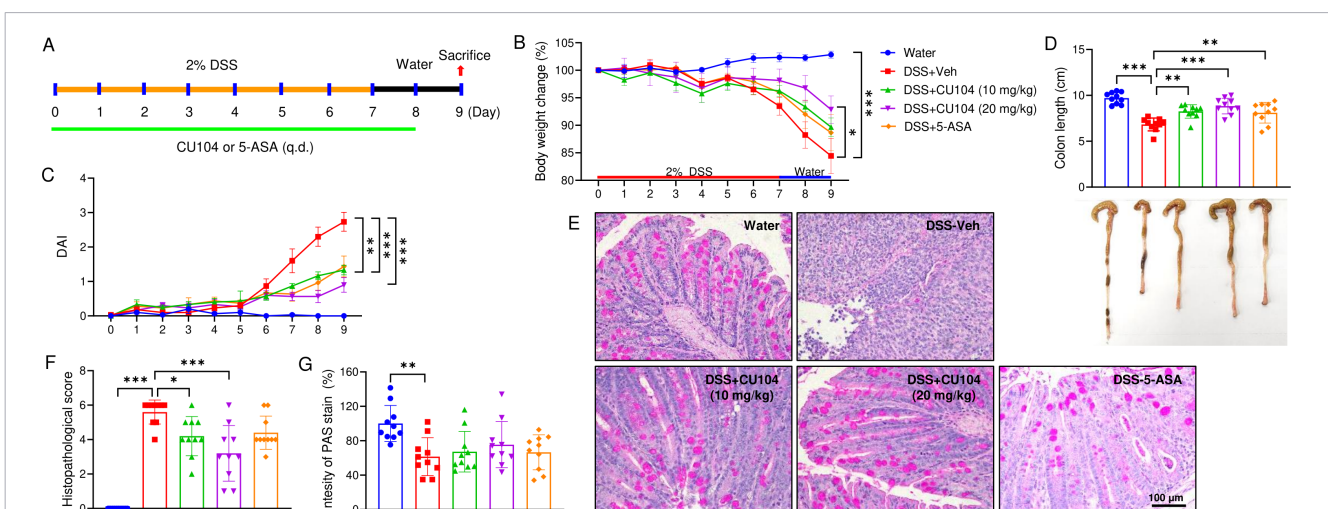 A
2% DSS
Water
Sacrifice
0 1 2 3 4 5 6 7 8 9 (Day)
CU104 or 5-ASA (q.d.)
B
Body weight change (%)
105
100
95
90
85
80
2% DSS
Water
0 1 2 3 4 5 6 7 8 9
*
***
Water
DSS+Veh
DSS+CU104 (10 mg/kg)
DSS+CU104 (20 mg/kg)
DSS+5-ASA
C
DAI
4
3
2
1
0
0 1 2 3 4 5 6 7 8 9
**
***
***
D
Colon length (cm)
15
10
5
0
***
**
***
**
E
Water
DSS-Veh
DSS+CU104
(10 mg/kg)
DSS+CU104
(20 mg/kg)
DSS-5-ASA
100 µm
F
Histopathological score
8
6
4
2
0
***
*
***
G
ntesity of PAS stain (%)
160
120
80
40
0
**